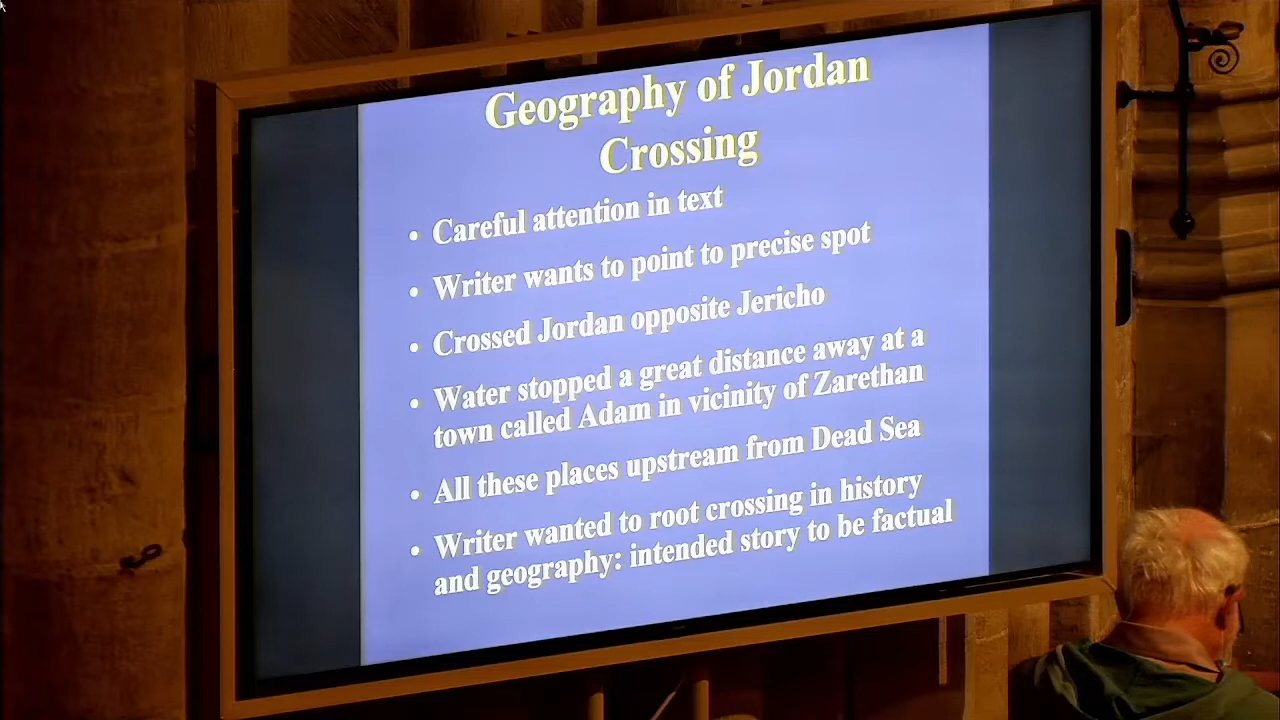 Geography of Jordan
Crossing
• Careful attention in text
• Writer wants to point to precise spot
• Crossed Jordan opposite Jericho
• Water stopped a great distance away at a
town called Adam in vicinity of Zarethan
• All these places upstream from Dead Sea
• Writer wanted to root crossing in history
and geography: intended story to be factual